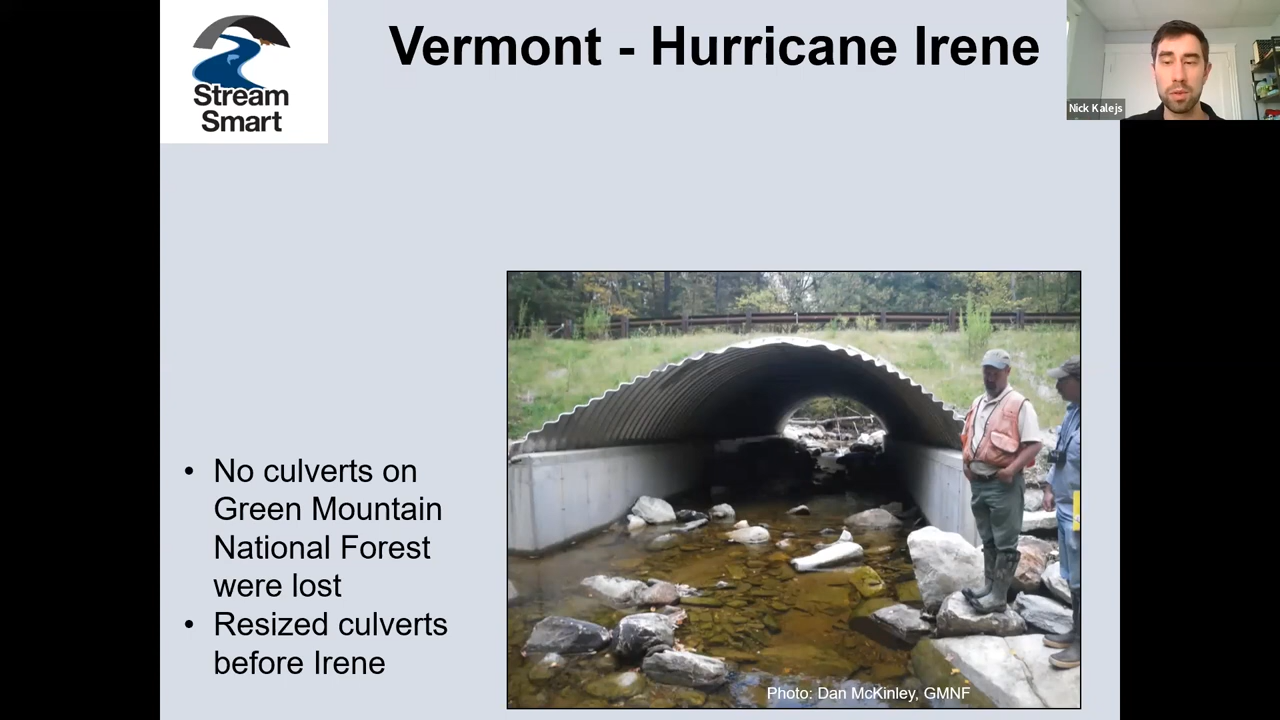 Stream
Smart
Vermont - Hurricane Irene
Nick Kalejs
• No culverts on
Green Mountain
National Forest
were lost
• Resized culverts
before Irene
Photo: Dan McKinley, GMNF